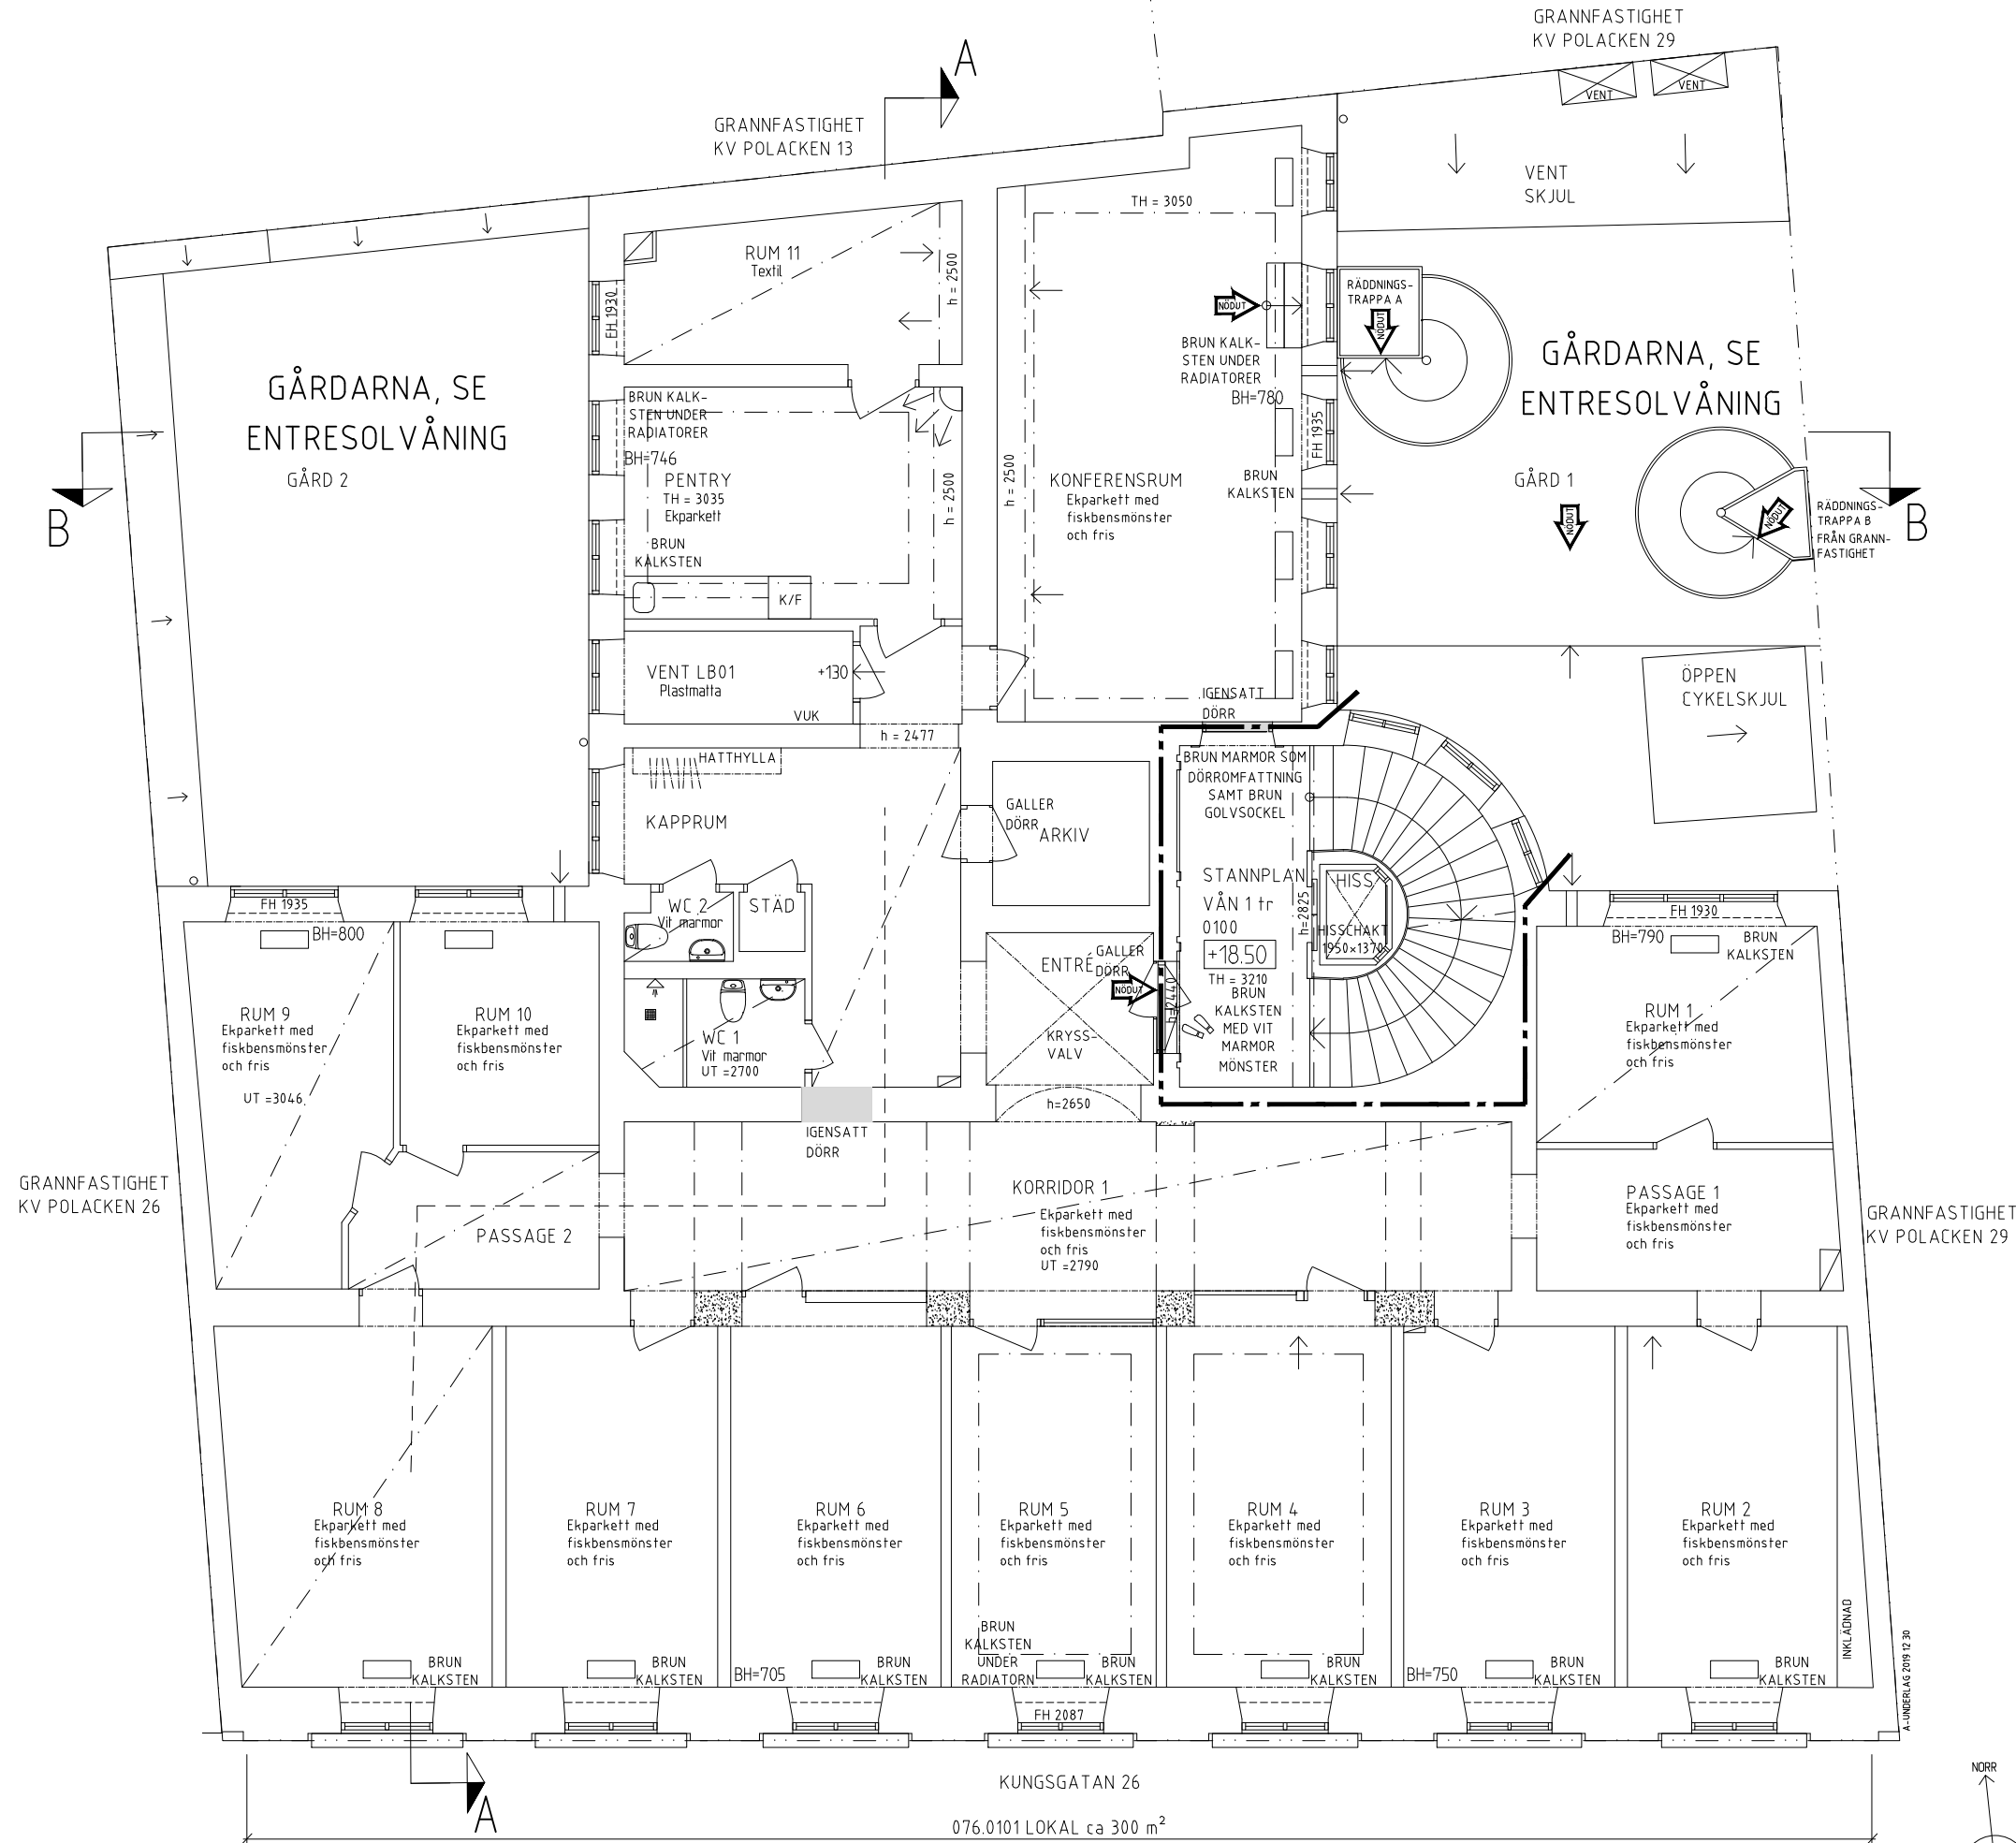 GRANNFASTIGHET
KV POLACKEN 29
A
VENT
VENT
GRANNFASTIGHET
KV POLACKEN 13
VENT
SKJUL
TH = 3050
RUM 11
Textil
h = 2500
FH 1930
NÖDUT
RÄDDNINGS-
TRAPPA A
NÖDUT
BRUN KALK-
STEN UNDER
RADIATORER
BH=780
GÅRDARNA, SE
ENTRESOLVÅNING
GÅRD 2
GÅRDARNA, SE
ENTRESOLVÅNING
GÅRD 1
NÖDUT
FH 1935
BRUN KALK-
STEN UNDER
RADIATORER
BH=746
PENTRY
TH = 3035
Ekparkett
BRUN
KALKSTEN
K/F
h = 2500
h = 2500
KONFERENSRUM
Ekparkett med
fiskbensmönster
och fris
BRUN
KALKSTEN
NÖDUT
RÄDDNINGS-
TRAPPA B
FRÅN GRANN-
FASTIGHET
B
B
VENT LB01
Plastmatta
+130
VUK
h = 2477
IGENSATT
DÖRR
ÖPPEN
CYKELSKJUL
HATTHYLLA
KAPPRUM
GALLER
DÖRR
ARKIV
BRUN MARMOR SOM
DÖRROMFATTNING
SAMT BRUN
GOLVSOCKEL
STANNPLAN
VÅN 1 tr
0100
+18.50
TH = 3210
BRUN
KALKSTEN
MED VIT
MARMOR
MÖNSTER
h=2825
HISS
HISSCHAKT
1950×1370
FH 1935
BH=800
WC 2
Vit marmor
STÄD
ENTRÉ
GALLER
DÖRR
NÖDUT
h=2440
KRYSS-
VALV
FH 1930
BH=790
BRUN
KALKSTEN
RUM 9
Ekparkett med
fiskbensmönster
och fris
UT =3046
RUM 10
Ekparkett med
fiskbensmönster
och fris
WC 1
Vit marmor
UT =2700
RUM 1
Ekparkett med
fiskbensmönster
och fris
h=2650
IGENSATT
DÖRR
GRANNFASTIGHET
KV POLACKEN 26
PASSAGE 2
KORRIDOR 1
Ekparkett med
fiskbensmönster
och fris
UT =2790
PASSAGE 1
Ekparkett med
fiskbensmönster
och fris
GRANNFASTIGHET
KV POLACKEN 29
RUM 8
Ekparkett med
fiskbensmönster
och fris
RUM 7
Ekparkett med
fiskbensmönster
och fris
RUM 6
Ekparkett med
fiskbensmönster
och fris
RUM 5
Ekparkett med
fiskbensmönster
och fris
RUM 4
Ekparkett med
fiskbensmönster
och fris
RUM 3
Ekparkett med
fiskbensmönster
och fris
RUM 2
Ekparkett med
fiskbensmönster
och fris
BRUN
KALKSTEN
BRUN
KALKSTEN
BH=705
BRUN
KALKSTEN
BRUN
KALKSTEN
UNDER
RADIATORN
BRUN
KALKSTEN
BRUN
KALKSTEN
BH=750
BRUN
KALKSTEN
BRUN
KALKSTEN
INKLÄDNAD
A-UNDERLAG 2019 12 30
FH 2087
A
KUNGSGATAN 26
NORR
076.0101 LOKAL ca 300 m²